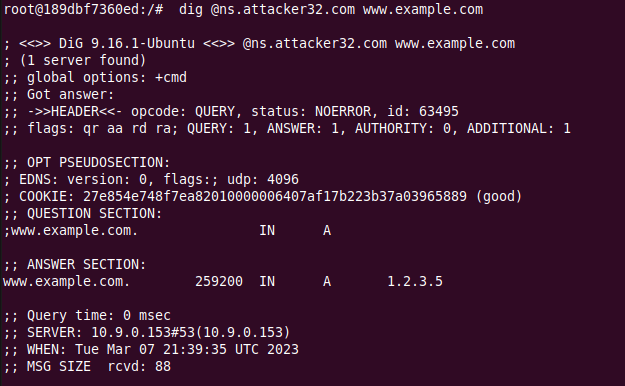 root@189dbf7360ed:/#  dig @ns.attacker32.com www.example.com

; <<>> DiG 9.16.1-Ubuntu <<>> @ns.attacker32.com www.example.com
; (1 server found)
;; global options: +cmd
;; Got answer:
;; ->>HEADER<<- opcode: QUERY, status: NOERROR, id: 63495
;; flags: qr aa rd ra; QUERY: 1, ANSWER: 1, AUTHORITY: 0, ADDITIONAL: 1

;; OPT PSEUDOSECTION:
; EDNS: version: 0, flags:; udp: 4096
; COOKIE: 27e854e748f7ea82010000006407af17b223b37a03965889 (good)
;; QUESTION SECTION:
;www.example.com.               IN      A

;; ANSWER SECTION:
www.example.com.        259200  IN      A       1.2.3.5

;; Query time: 0 msec
;; SERVER: 10.9.0.153#53(10.9.0.153)
;; WHEN: Tue Mar 07 21:39:35 UTC 2023
;; MSG SIZE  rcvd: 88